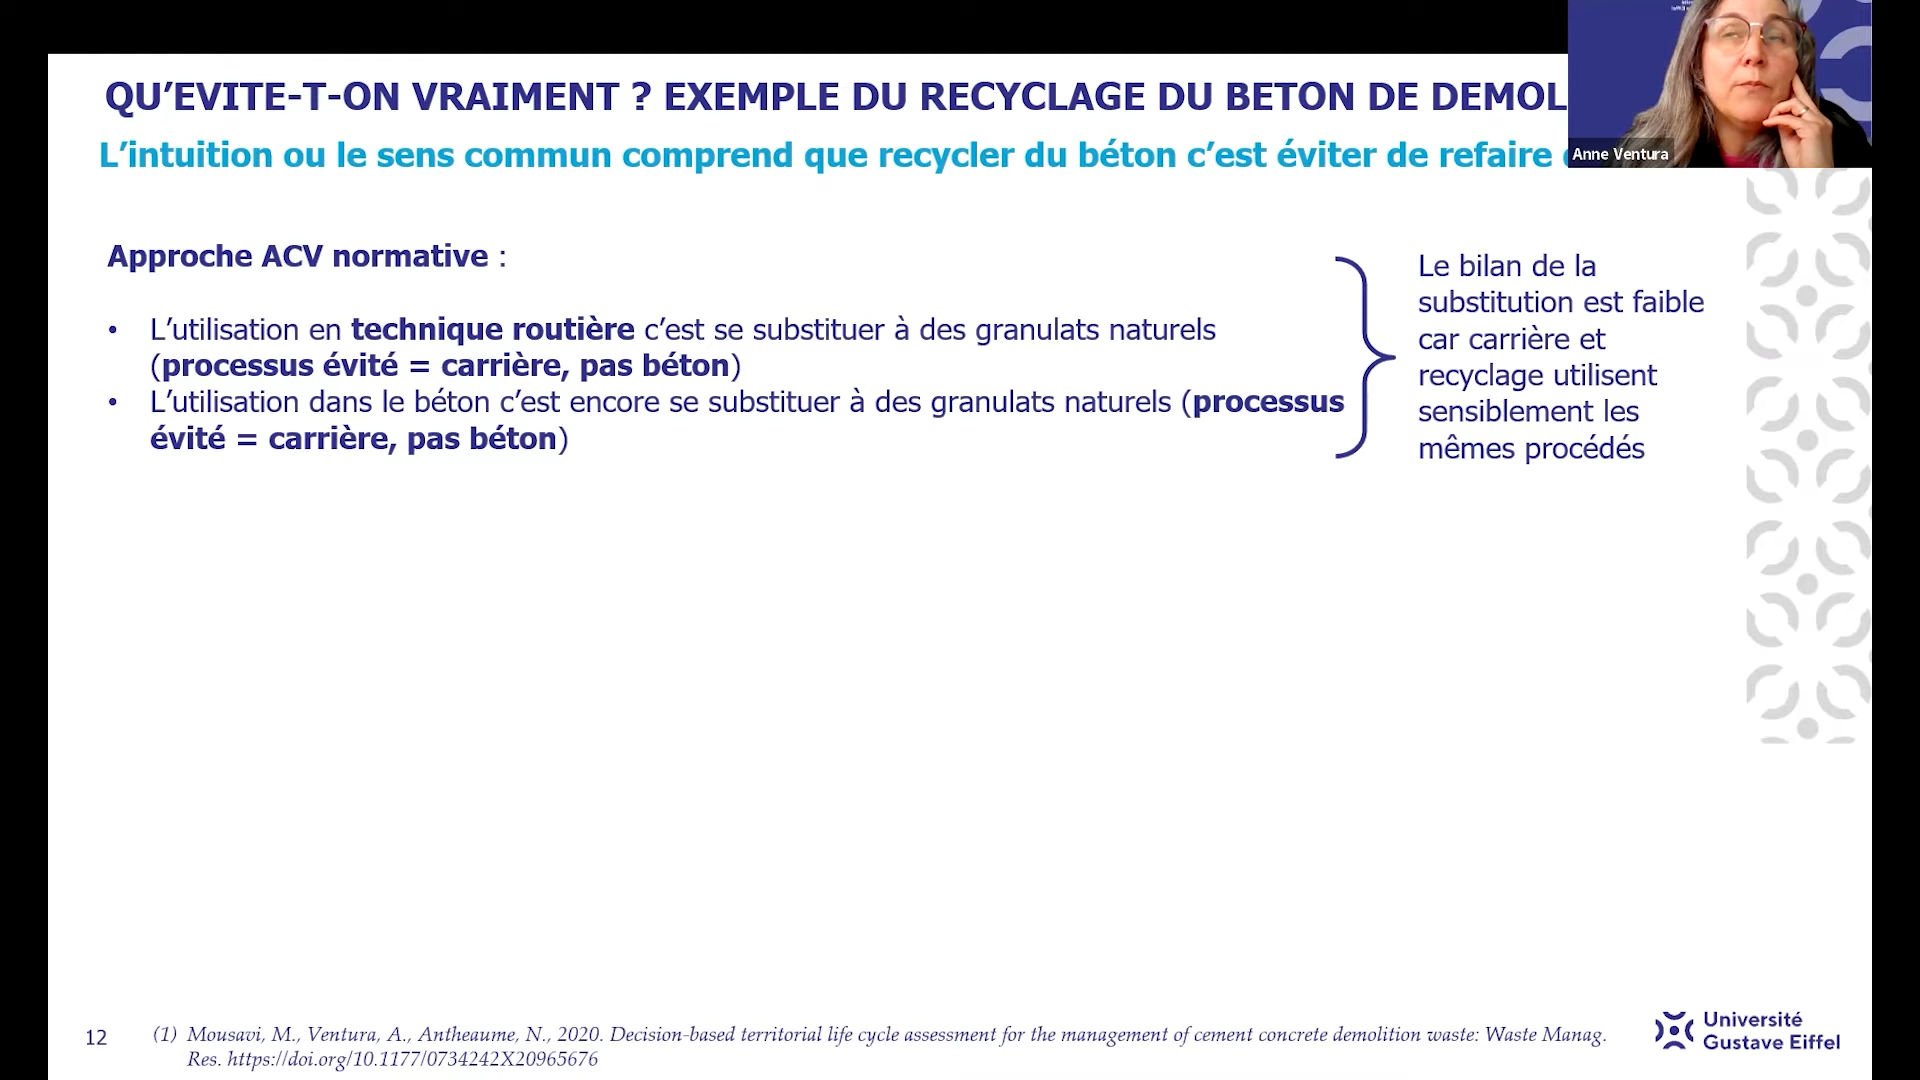 QU’EVITE-T-ON VRAIMENT ? EXEMPLE DU RECYCLAGE DU BETON DE DEMOL
L’intuition ou le sens commun comprend que recycler du béton c’est éviter de refaire
Anne Ventura
Approche ACV normative :
• L’utilisation en technique routière c’est se substituer à des granulats naturels
(processus évité = carrière, pas béton)
• L’utilisation dans le béton c’est encore se substituer à des granulats naturels (processus
évité = carrière, pas béton)
Le bilan de la
substitution est faible
car carrière et
recyclage utilisent
sensiblement les
mêmes procédés
12
(1) Mousavi, M., Ventura, A., Antheaume, N., 2020. Decision-based territorial life cycle assessment for the management of cement concrete demolition waste: Waste Manag.
Res. https://doi.org/10.1177/0734242X20965676
Université
Gustave Eiffel